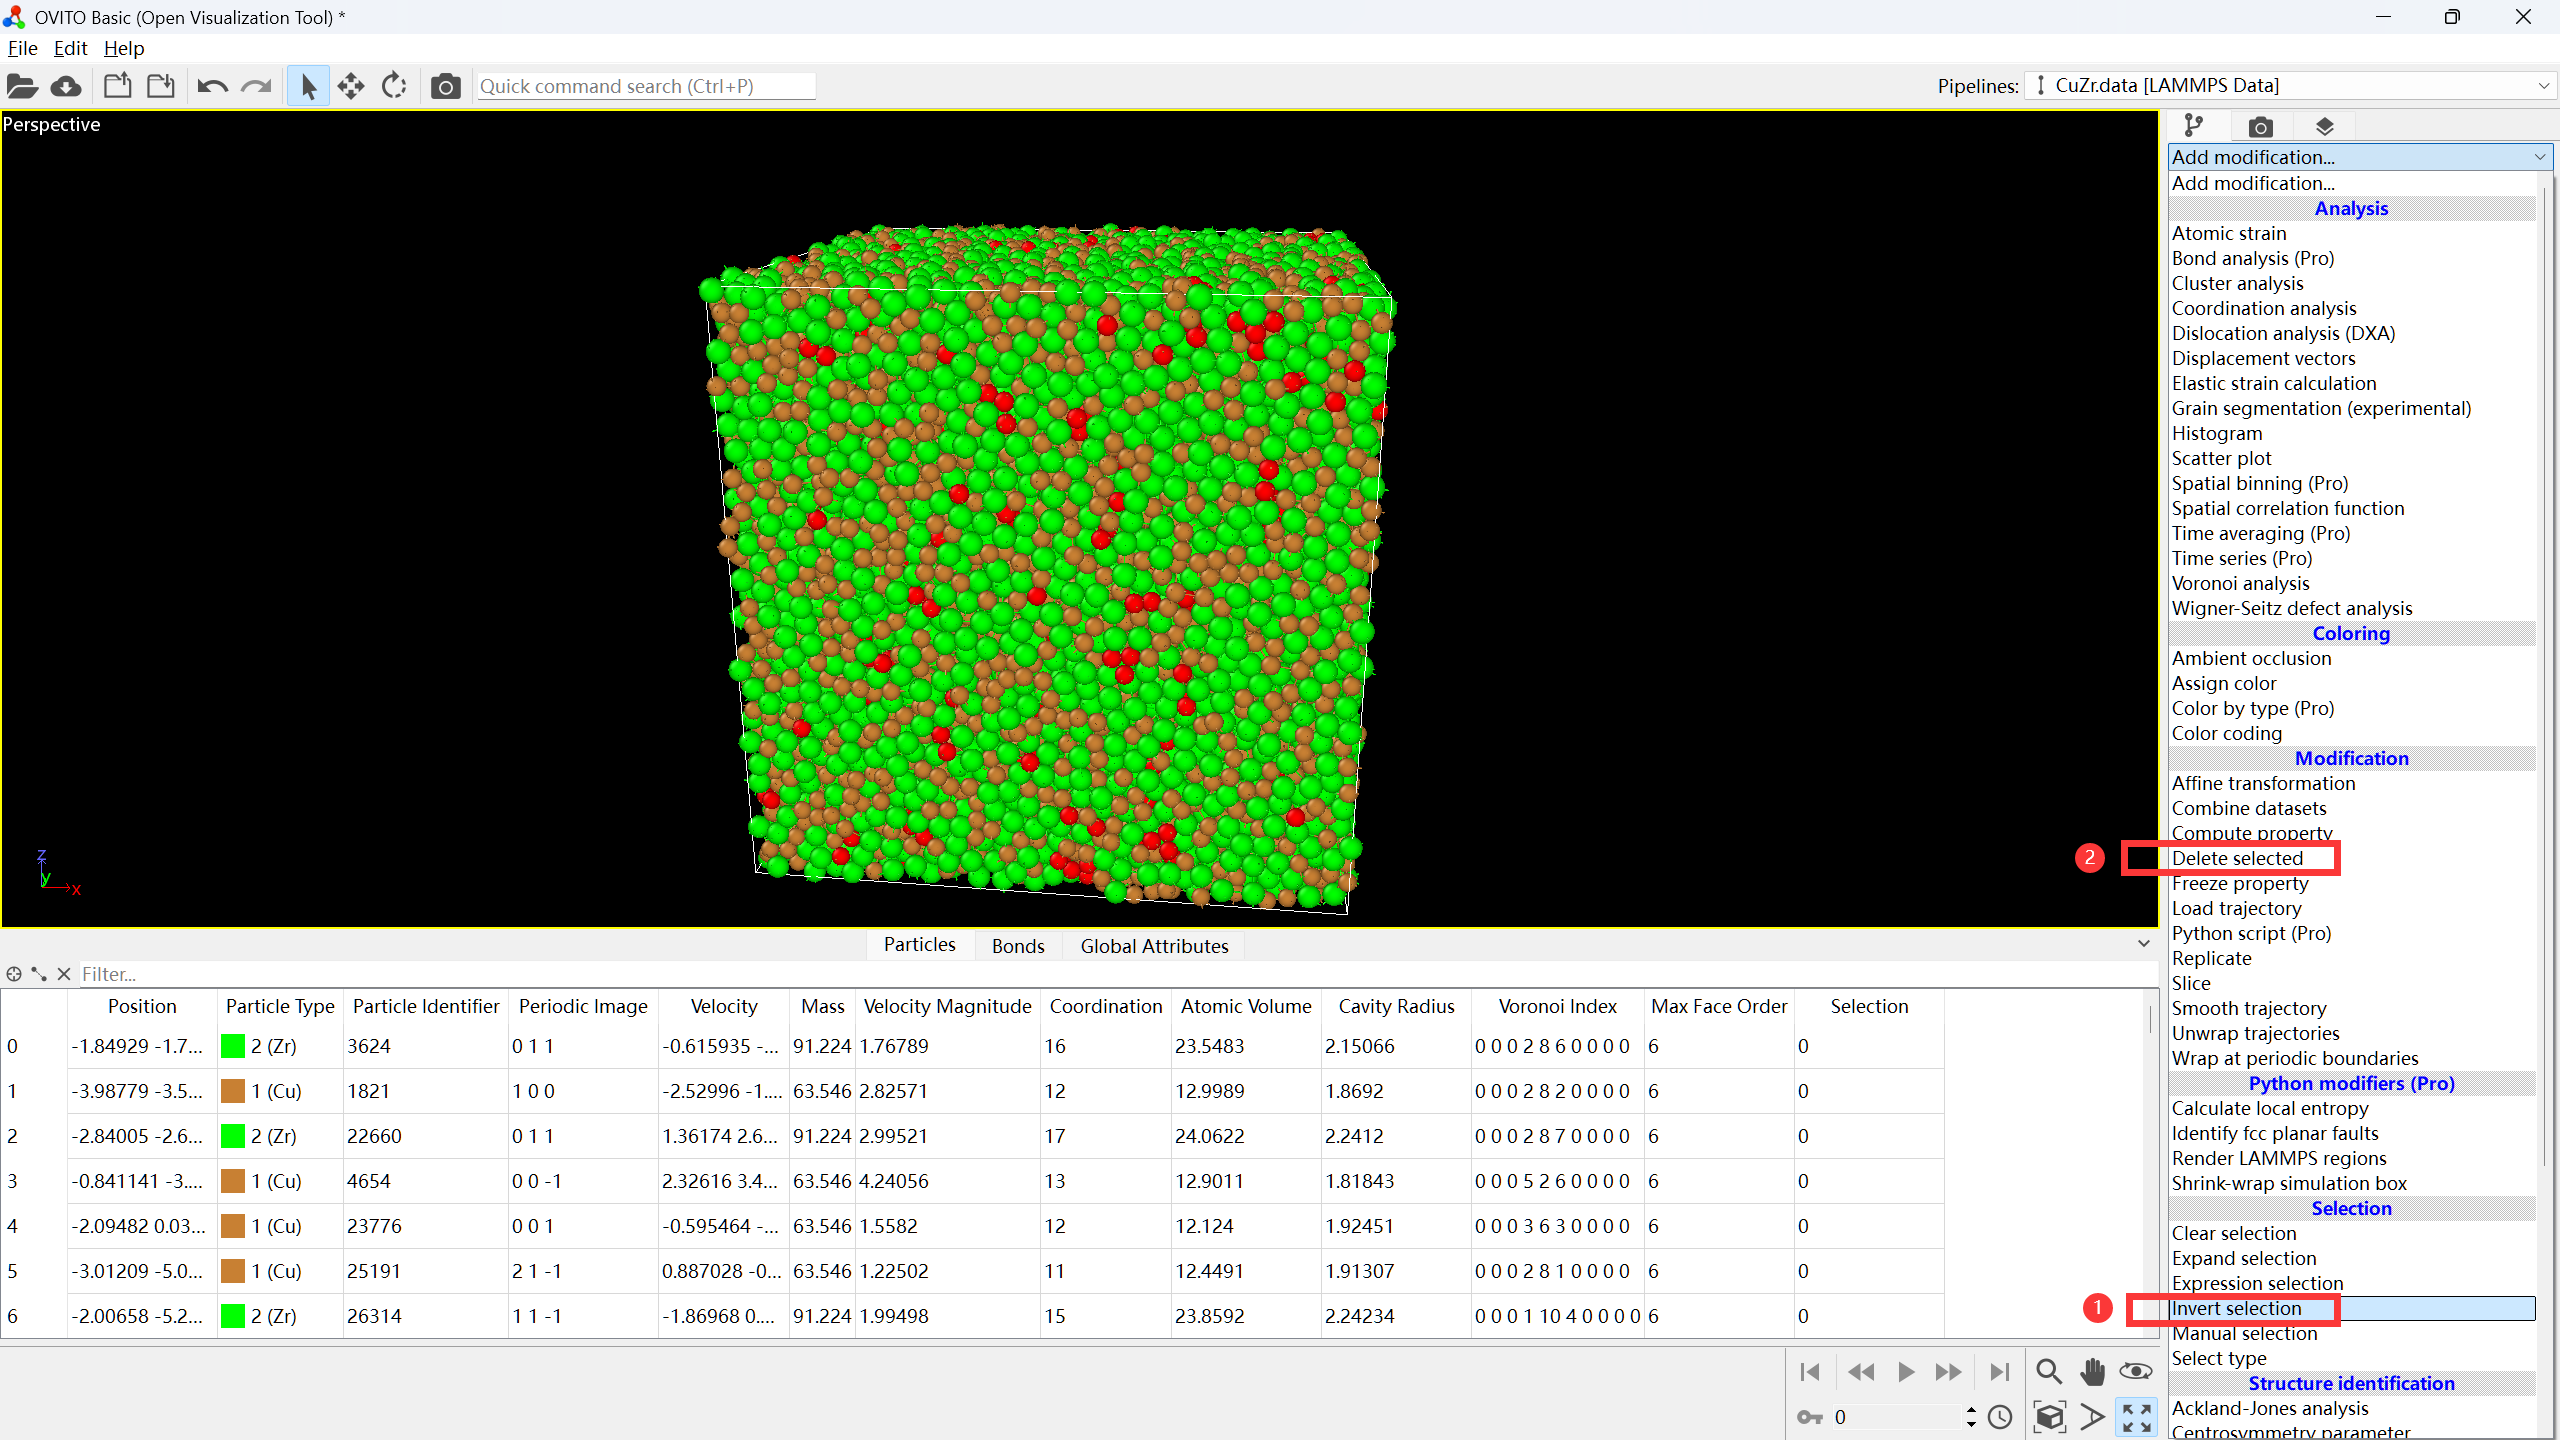 OVITO Basic (Open Visualization Tool) *
File Edit Help
Quick command search (Ctrl+P)
Pipelines: CuZr.data [LAMMPS Data]
Perspective
z
y
x
Add modification...
Add modification...
Analysis
Atomic strain
Bond analysis (Pro)
Cluster analysis
Coordination analysis
Dislocation analysis (DXA)
Displacement vectors
Elastic strain calculation
Grain segmentation (experimental)
Histogram
Scatter plot
Spatial binning (Pro)
Spatial correlation function
Time averaging (Pro)
Time series (Pro)
Voronoi analysis
Wigner-Seitz defect analysis
Coloring
Ambient occlusion
Assign color
Color by type (Pro)
Color coding
Modification
Affine transformation
Combine datasets
Compute property
2 Delete selected
Freeze property
Load trajectory
Python script (Pro)
Replicate
Slice
Smooth trajectory
Unwrap trajectories
Wrap at periodic boundaries
Python modifiers (Pro)
Calculate local entropy
Identify fcc planar faults
Render LAMMPS regions
Shrink-wrap simulation box
Selection
Clear selection
Expand selection
Expression selection
1 Invert selection
Manual selection
Select type
Structure identification
Ackland-Jones analysis
Centrosymmetry parameter
Particles Bonds Global Attributes
Filter...
Position Particle Type Particle Identifier Periodic Image Velocity Mass Velocity Magnitude Coordination Atomic Volume Cavity Radius Voronoi Index Max Face Order Selection
0 -1.84929 -1.7... 2 (Zr) 3624 0 1 1 -0.615935 -... 91.224 1.76789 16 23.5483 2.15066 0 0 0 2 8 6 0 0 0 0 6 0
1 -3.98779 -3.5... 1 (Cu) 1821 1 0 0 -2.52996 -1.... 63.546 2.82571 12 12.9989 1.8692 0 0 0 2 8 2 0 0 0 0 6 0
2 -2.84005 -2.6... 2 (Zr) 22660 0 1 1 1.36174 2.6... 91.224 2.99521 17 24.0622 2.2412 0 0 0 2 8 7 0 0 0 0 6 0
3 -0.841141 -3.... 1 (Cu) 4654 0 0 -1 2.32616 3.4... 63.546 4.24056 13 12.9011 1.81843 0 0 0 5 2 6 0 0 0 0 6 0
4 -2.09482 0.03... 1 (Cu) 23776 0 0 1 -0.595464 -... 63.546 1.5582 12 12.124 1.92451 0 0 0 3 6 3 0 0 0 0 6 0
5 -3.01209 -5.0... 1 (Cu) 25191 2 1 -1 0.887028 -0... 63.546 1.22502 11 12.4491 1.91307 0 0 0 2 8 1 0 0 0 0 6 0
6 -2.00658 -5.2... 2 (Zr) 26314 1 1 -1 -1.86968 0.... 91.224 1.99498 15 23.8592 2.24234 0 0 0 1 10 4 0 0 0 0 6 0
0